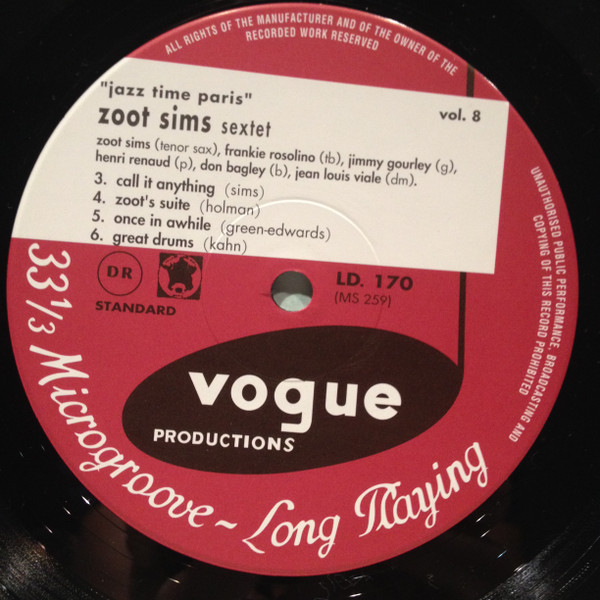 ALL RIGHTS OF THE MANUFACTURER AND OF THE OWNER OF THE
RECORDED WORK RESERVED
"jazz time paris"
vol. 8
zoot sims sextet
zoot sims (tenor sax), frankie rosolino (tb), jimmy gourley (g),
henri renaud (p), don bagley (b), jean louis viale (dm).
3. call it anything (sims)
4. zoot's suite (holman)
5. once in awhile (green-edwards)
6. great drums (kahn)
DR
STANDARD
LD. 170
(MS 259)
UNAUTHORISED PUBLIC PERFORMANCE, BROADCASTING AND
COPYING OF THIS RECORD PROHIBITED
vogue
PRODUCTIONS
33 1/3 Microgroove ~ Long Playing